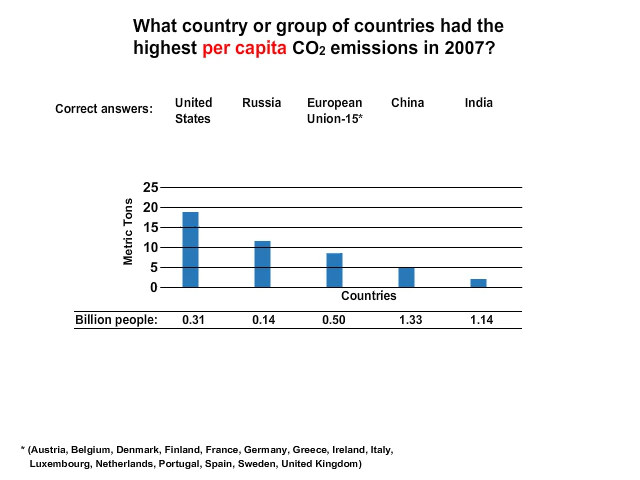 What country or group of countries had the
highest per capita CO2 emissions in 2007?
Correct answers:
United States
Russia
European Union-15*
China
India
Metric Tons
25
20
15
10
5
0
Countries
Billion people: 0.31 0.14 0.50 1.33 1.14
* (Austria, Belgium, Denmark, Finland, France, Germany, Greece, Ireland, Italy,
Luxembourg, Netherlands, Portugal, Spain, Sweden, United Kingdom)